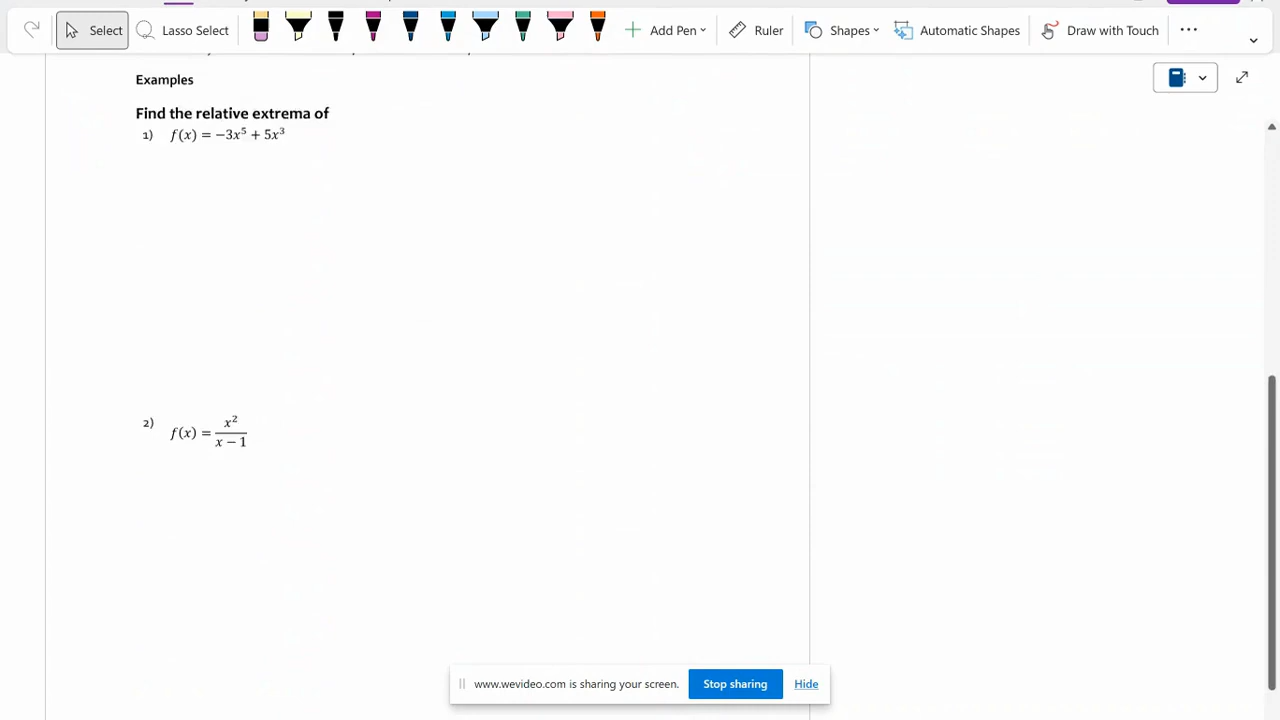 Select
Lasso Select
Add Pen
Ruler
Shapes
Automatic Shapes
Draw with Touch
Examples
Find the relative extrema of
1) f(x) = −3x⁵ + 5x³
2) f(x) = x²/(x − 1)
www.wevideo.com is sharing your screen.
Stop sharing
Hide